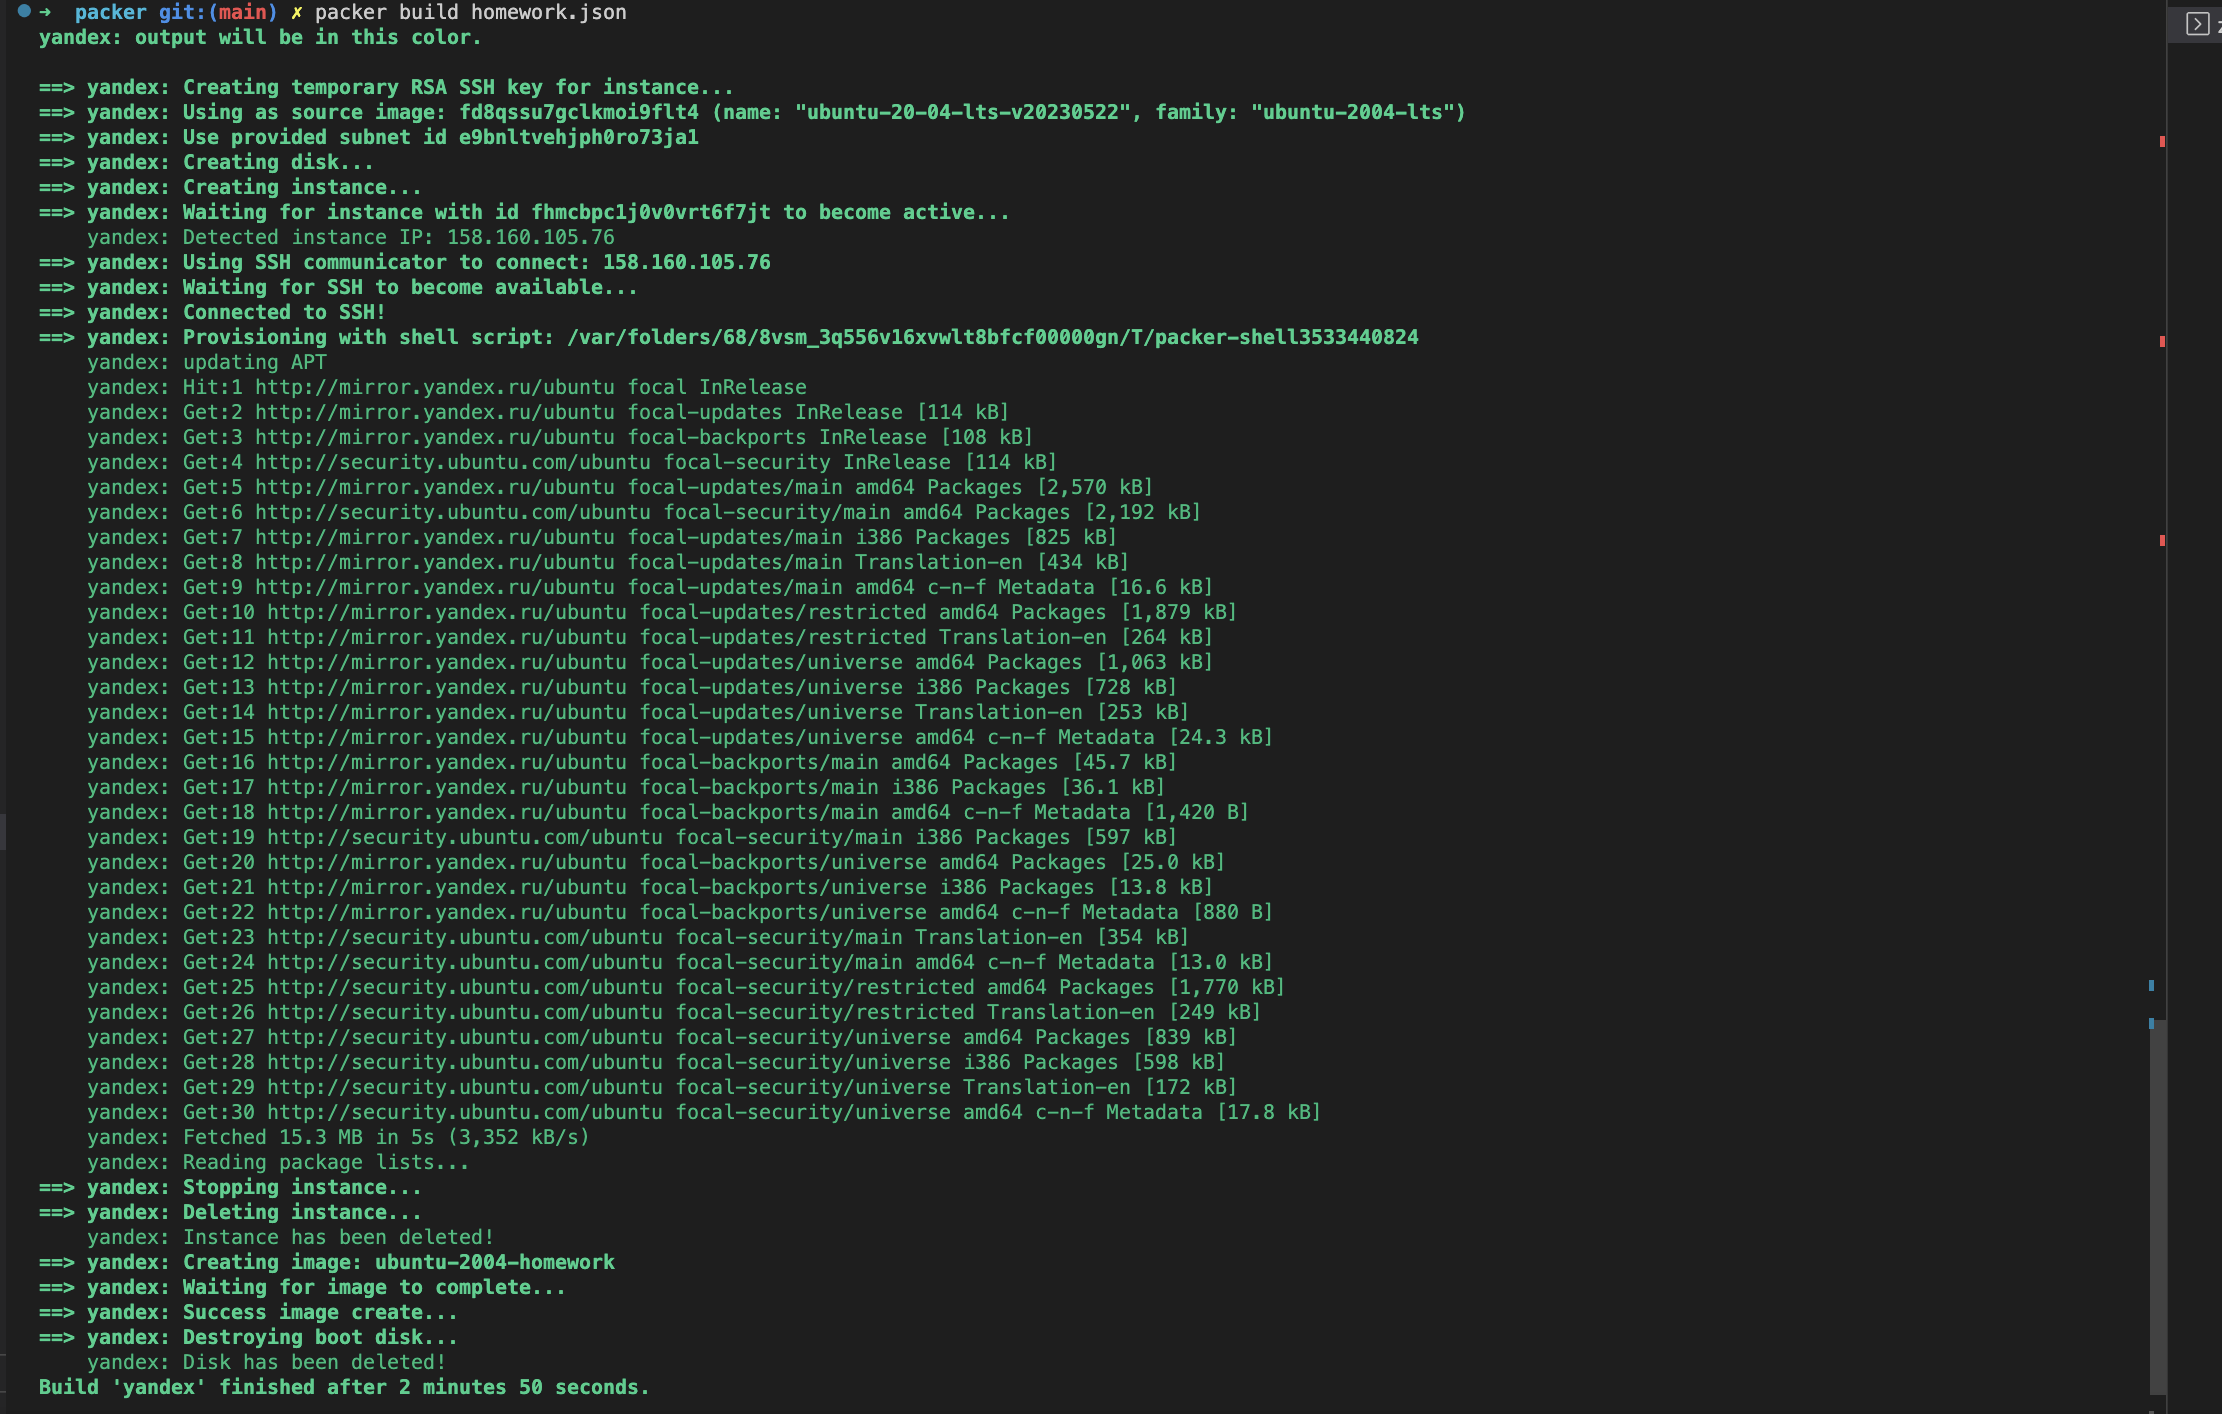 ➜  packer git:(main) ✗ packer build homework.json
yandex: output will be in this color.

==> yandex: Creating temporary RSA SSH key for instance...
==> yandex: Using as source image: fd8qssu7gclkmoi9flt4 (name: "ubuntu-20-04-lts-v20230522", family: "ubuntu-2004-lts")
==> yandex: Use provided subnet id e9bnltvehjph0ro73ja1
==> yandex: Creating disk...
==> yandex: Creating instance...
==> yandex: Waiting for instance with id fhmcbpc1j0v0vrt6f7jt to become active...
    yandex: Detected instance IP: 158.160.105.76
==> yandex: Using SSH communicator to connect: 158.160.105.76
==> yandex: Waiting for SSH to become available...
==> yandex: Connected to SSH!
==> yandex: Provisioning with shell script: /var/folders/68/8vsm_3q556v16xvwlt8bfcf00000gn/T/packer-shell3533440824
    yandex: updating APT
    yandex: Hit:1 http://mirror.yandex.ru/ubuntu focal InRelease
    yandex: Get:2 http://mirror.yandex.ru/ubuntu focal-updates InRelease [114 kB]
    yandex: Get:3 http://mirror.yandex.ru/ubuntu focal-backports InRelease [108 kB]
    yandex: Get:4 http://security.ubuntu.com/ubuntu focal-security InRelease [114 kB]
    yandex: Get:5 http://mirror.yandex.ru/ubuntu focal-updates/main amd64 Packages [2,570 kB]
    yandex: Get:6 http://security.ubuntu.com/ubuntu focal-security/main amd64 Packages [2,192 kB]
    yandex: Get:7 http://mirror.yandex.ru/ubuntu focal-updates/main i386 Packages [825 kB]
    yandex: Get:8 http://mirror.yandex.ru/ubuntu focal-updates/main Translation-en [434 kB]
    yandex: Get:9 http://mirror.yandex.ru/ubuntu focal-updates/main amd64 c-n-f Metadata [16.6 kB]
    yandex: Get:10 http://mirror.yandex.ru/ubuntu focal-updates/restricted amd64 Packages [1,879 kB]
    yandex: Get:11 http://mirror.yandex.ru/ubuntu focal-updates/restricted Translation-en [264 kB]
    yandex: Get:12 http://mirror.yandex.ru/ubuntu focal-updates/universe amd64 Packages [1,063 kB]
    yandex: Get:13 http://mirror.yandex.ru/ubuntu focal-updates/universe i386 Packages [728 kB]
    yandex: Get:14 http://mirror.yandex.ru/ubuntu focal-updates/universe Translation-en [253 kB]
    yandex: Get:15 http://mirror.yandex.ru/ubuntu focal-updates/universe amd64 c-n-f Metadata [24.3 kB]
    yandex: Get:16 http://mirror.yandex.ru/ubuntu focal-backports/main amd64 Packages [45.7 kB]
    yandex: Get:17 http://mirror.yandex.ru/ubuntu focal-backports/main i386 Packages [36.1 kB]
    yandex: Get:18 http://mirror.yandex.ru/ubuntu focal-backports/main amd64 c-n-f Metadata [1,420 B]
    yandex: Get:19 http://security.ubuntu.com/ubuntu focal-security/main i386 Packages [597 kB]
    yandex: Get:20 http://mirror.yandex.ru/ubuntu focal-backports/universe amd64 Packages [25.0 kB]
    yandex: Get:21 http://mirror.yandex.ru/ubuntu focal-backports/universe i386 Packages [13.8 kB]
    yandex: Get:22 http://mirror.yandex.ru/ubuntu focal-backports/universe amd64 c-n-f Metadata [880 B]
    yandex: Get:23 http://security.ubuntu.com/ubuntu focal-security/main Translation-en [354 kB]
    yandex: Get:24 http://security.ubuntu.com/ubuntu focal-security/main amd64 c-n-f Metadata [13.0 kB]
    yandex: Get:25 http://security.ubuntu.com/ubuntu focal-security/restricted amd64 Packages [1,770 kB]
    yandex: Get:26 http://security.ubuntu.com/ubuntu focal-security/restricted Translation-en [249 kB]
    yandex: Get:27 http://security.ubuntu.com/ubuntu focal-security/universe amd64 Packages [839 kB]
    yandex: Get:28 http://security.ubuntu.com/ubuntu focal-security/universe i386 Packages [598 kB]
    yandex: Get:29 http://security.ubuntu.com/ubuntu focal-security/universe Translation-en [172 kB]
    yandex: Get:30 http://security.ubuntu.com/ubuntu focal-security/universe amd64 c-n-f Metadata [17.8 kB]
    yandex: Fetched 15.3 MB in 5s (3,352 kB/s)
    yandex: Reading package lists...
==> yandex: Stopping instance...
==> yandex: Deleting instance...
    yandex: Instance has been deleted!
==> yandex: Creating image: ubuntu-2004-homework
==> yandex: Waiting for image to complete...
==> yandex: Success image create...
==> yandex: Destroying boot disk...
    yandex: Disk has been deleted!
Build 'yandex' finished after 2 minutes 50 seconds.